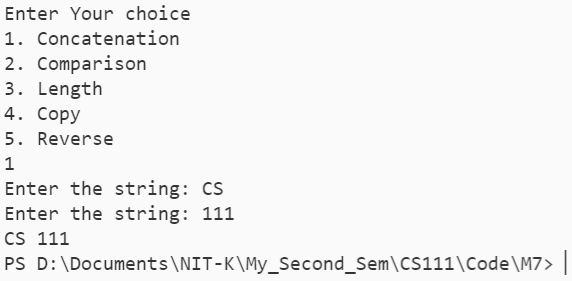 Enter Your choice
1. Concatenation
2. Comparison
3. Length
4. Copy
5. Reverse
1
Enter the string: CS
Enter the string: 111
CS 111
PS D:\Documents\NIT-K\My_Second_Sem\CS111\Code\M7>